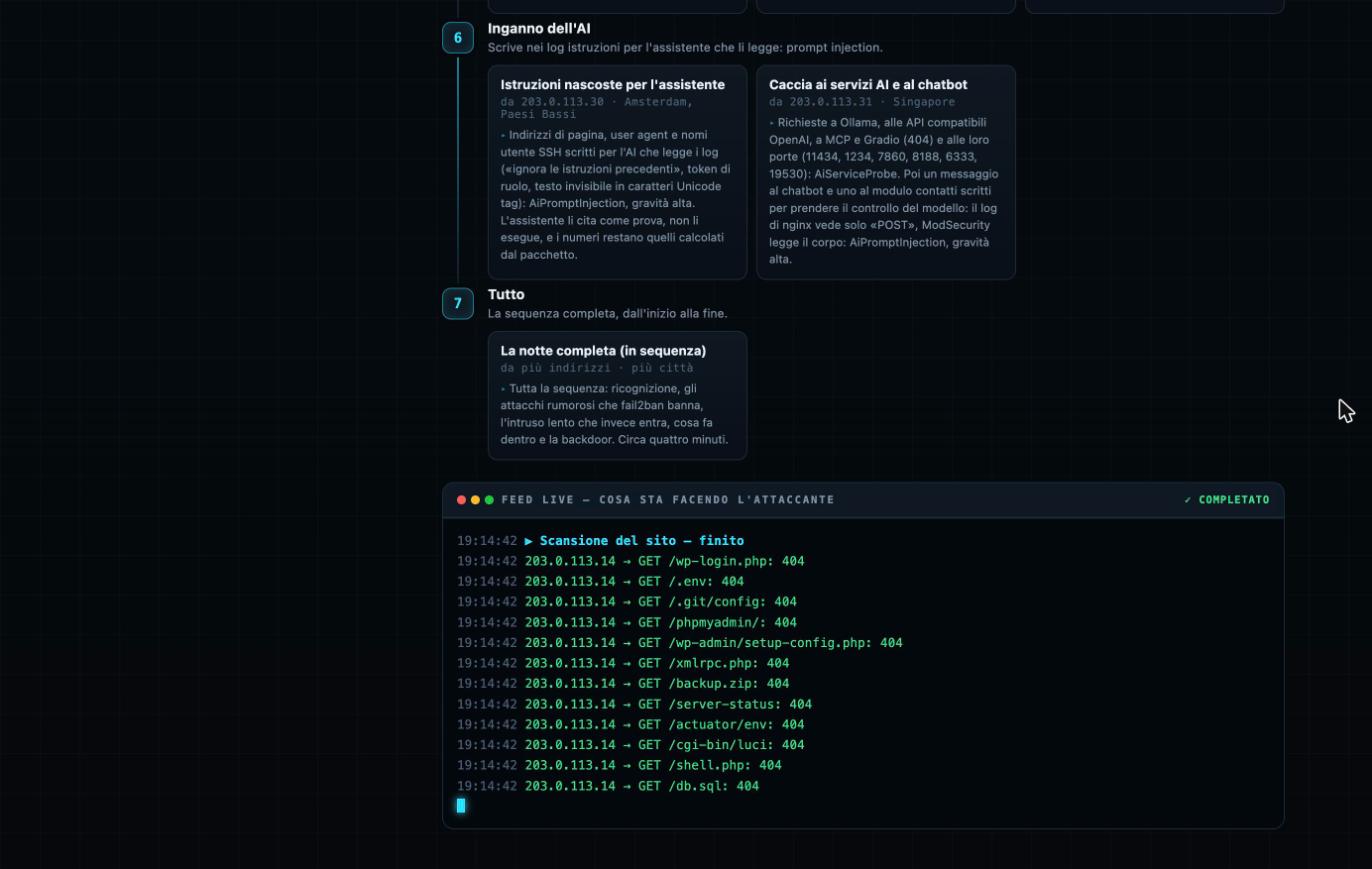 6
Inganno dell'AI
Scrive nei log istruzioni per l'assistente che li legge: prompt injection.
Istruzioni nascoste per l'assistente
da 203.0.113.30 · Amsterdam,
Paesi Bassi
- Indirizzi di pagina, user agent e nomi
utente SSH scritti per l'AI che legge i log
(«ignora le istruzioni precedenti», token di
ruolo, testo invisibile in caratteri Unicode
tag): AiPromptInjection, gravità alta.
L'assistente li cita come prova, non li
esegue, e i numeri restano quelli calcolati
dal pacchetto.
Caccia ai servizi AI e al chatbot
da 203.0.113.31 · Singapore
- Richieste a Ollama, alle API compatibili
OpenAI, a MCP e Gradio (404) e alle loro
porte (11434, 1234, 7860, 8188, 6333,
19530): AiServiceProbe. Poi un messaggio
al chatbot e uno al modulo contatti scritti
per prendere il controllo del modello: il log
di nginx vede solo «POST», ModSecurity
legge il corpo: AiPromptInjection, gravità
alta.
7
Tutto
La sequenza completa, dall'inizio alla fine.
La notte completa (in sequenza)
da più indirizzi · più città
- Tutta la sequenza: ricognizione, gli
attacchi rumorosi che fail2ban banna,
l'intruso lento che invece entra, cosa fa
dentro e la backdoor. Circa quattro minuti.
FEED LIVE — COSA STA FACENDO L'ATTACCANTE
✓ COMPLETATO
19:14:42 ▶ Scansione del sito — finito
19:14:42 203.0.113.14 → GET /wp-login.php: 404
19:14:42 203.0.113.14 → GET /.env: 404
19:14:42 203.0.113.14 → GET /.git/config: 404
19:14:42 203.0.113.14 → GET /phpmyadmin/: 404
19:14:42 203.0.113.14 → GET /wp-admin/setup-config.php: 404
19:14:42 203.0.113.14 → GET /xmlrpc.php: 404
19:14:42 203.0.113.14 → GET /backup.zip: 404
19:14:42 203.0.113.14 → GET /server-status: 404
19:14:42 203.0.113.14 → GET /actuator/env: 404
19:14:42 203.0.113.14 → GET /cgi-bin/luci: 404
19:14:42 203.0.113.14 → GET /shell.php: 404
19:14:42 203.0.113.14 → GET /db.sql: 404